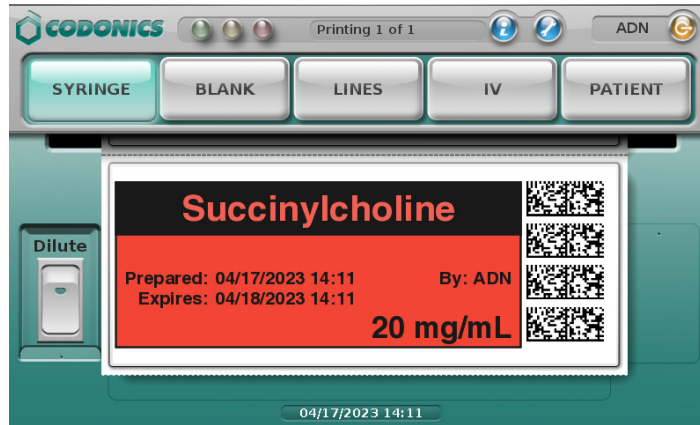 CODONICS
Printing 1 of 1
ADN
SYRINGE
BLANK
LINES
IV
PATIENT
Succinylcholine
Dilute
Prepared: 04/17/2023 14:11 By: ADN
Expires: 04/18/2023 14:11
20 mg/mL
04/17/2023 14:11